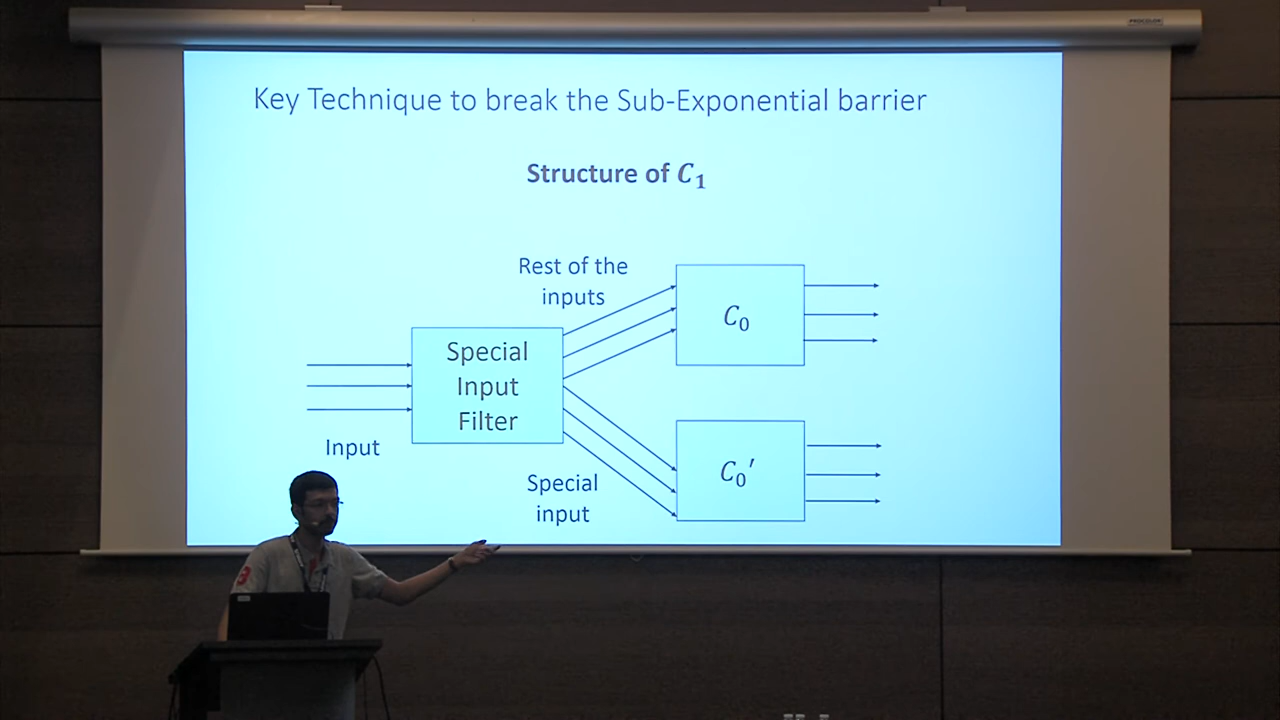 PROCOLOR
Key Technique to break the Sub-Exponential barrier
Structure of C₁
Rest of the
inputs
C₀
Special
Input
Filter
Input
C₀′
Special
input